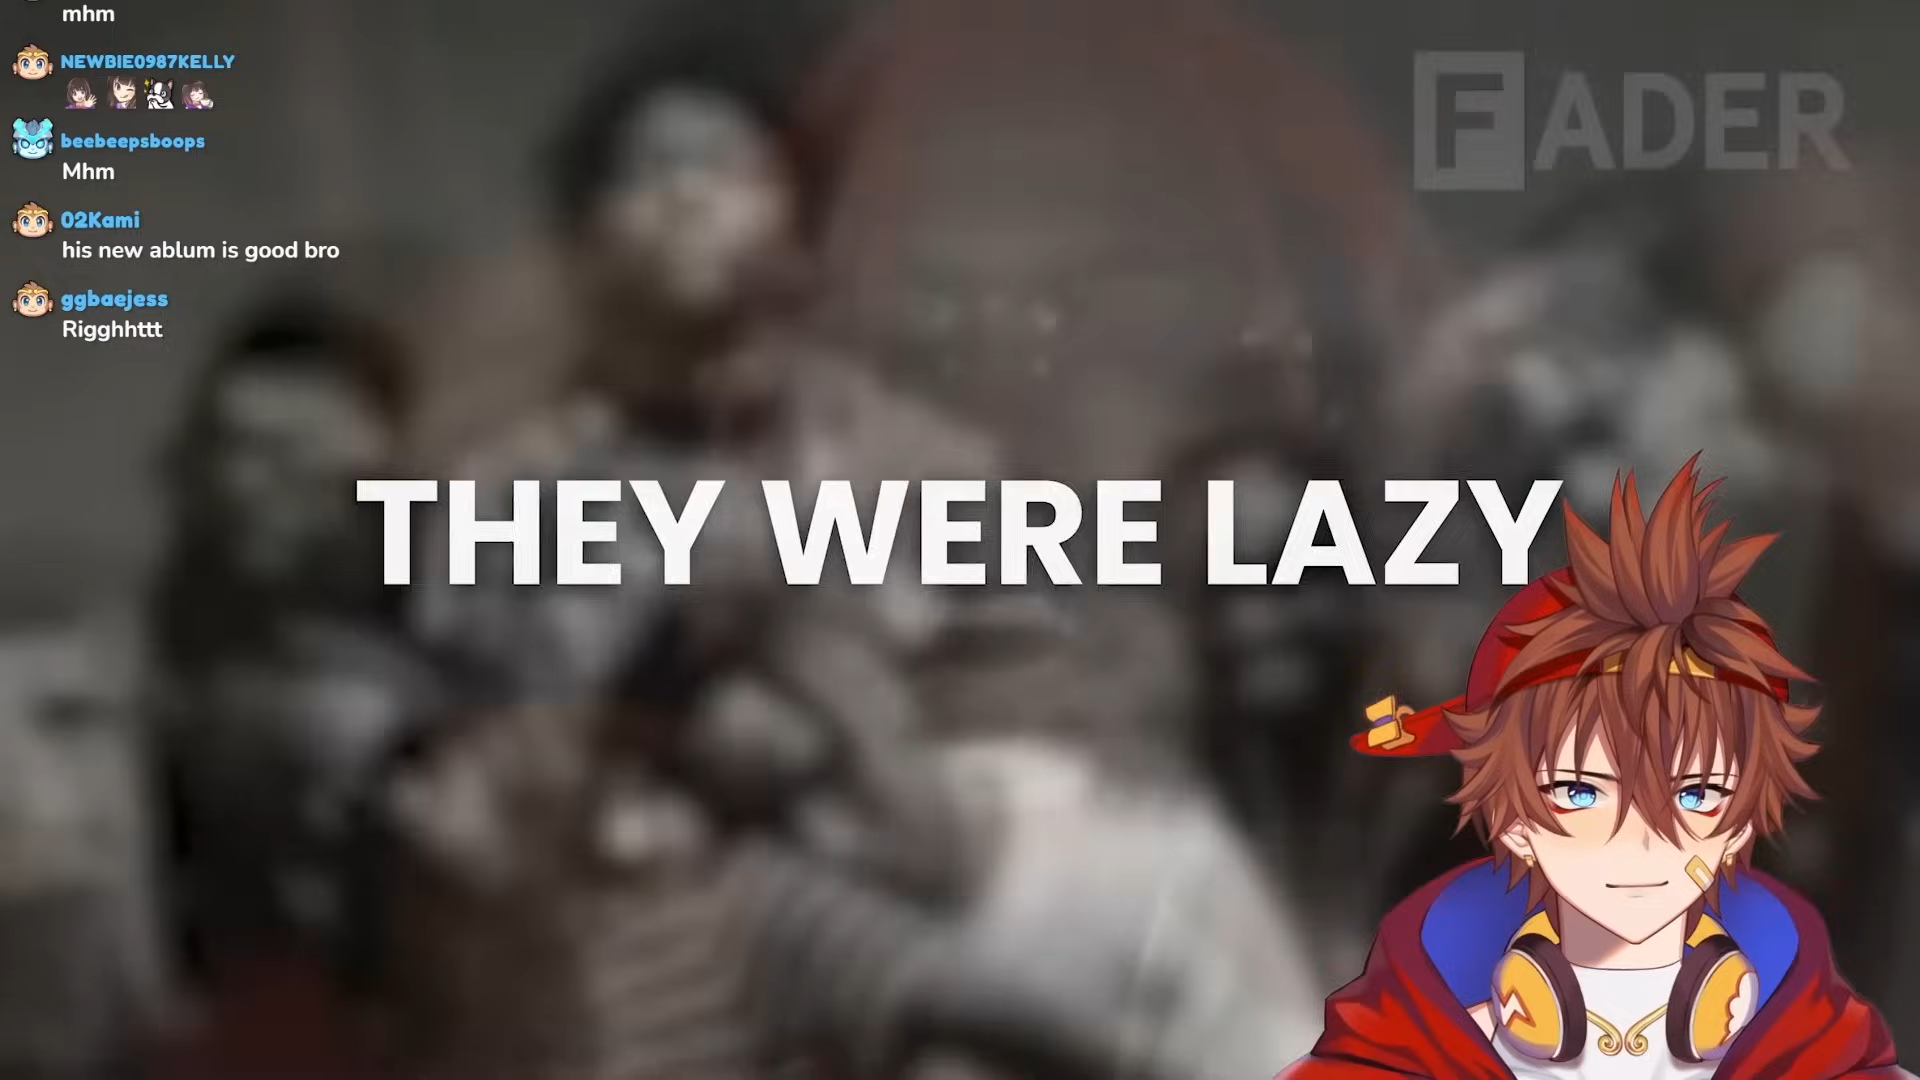 mhm
NEWBIE0987KELLY
beebeepsboops
Mhm
02Kami
his new ablum is good bro
ggbaejess
Rigghhttt
FADER
THEY WERE LAZY